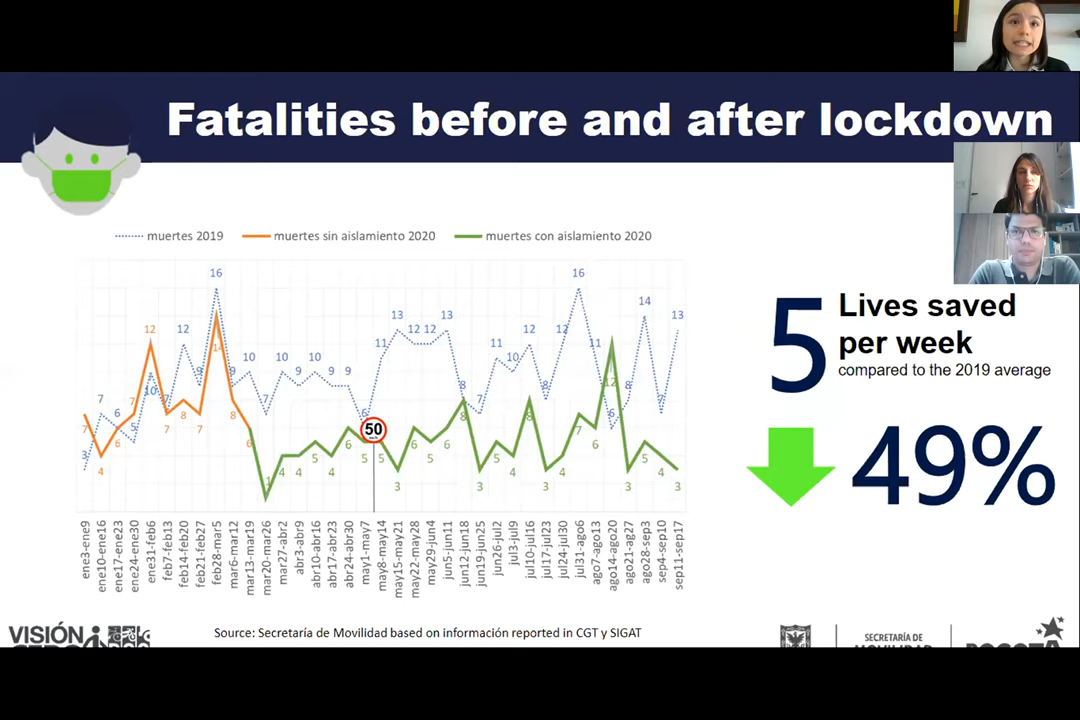 Fatalities before and after lockdown
muertes 2019 muertes sin aislamiento 2020 muertes con aislamiento 2020
16 16
12 12 10 10 10 9 9 9 11 13 12 12 13 11 10 12 12 11 14 13
7 6 5 9 9 7 8 7 8 6 8 7
3 10 7
7 4 6 7 12 7 8 7 14 8 6
1 4 4 5 4 6 5 5 3 6 5 6 8 3 5 4 8 3 4 7 6 12 3 5 4 3
50
ene3-ene9
ene10-ene16
ene17-ene23
ene24-ene30
ene31-feb6
feb7-feb13
feb14-feb20
feb21-feb27
feb28-mar5
mar6-mar12
mar13-mar19
mar20-mar26
mar27-abr2
abr3-abr9
abr10-abr16
abr17-abr23
abr24-abr30
may1-may7
may8-may14
may15-may21
may22-may28
may29-jun4
jun5-jun11
jun12-jun18
jun19-jun25
jun26-jul2
jul3-jul9
jul10-jul16
jul17-jul23
jul24-jul30
jul31-ago6
ago7-ago13
ago14-ago20
ago21-ag27
ago28-sep3
sep4-sep10
sep11-sep17
5 Lives saved
per week
compared to the 2019 average
49%
Source: Secretaría de Movilidad based on información reported in CGT y SIGAT
VISIÓN
SECRETARÍA DE
MOVILIDAD
BOGOTÁ